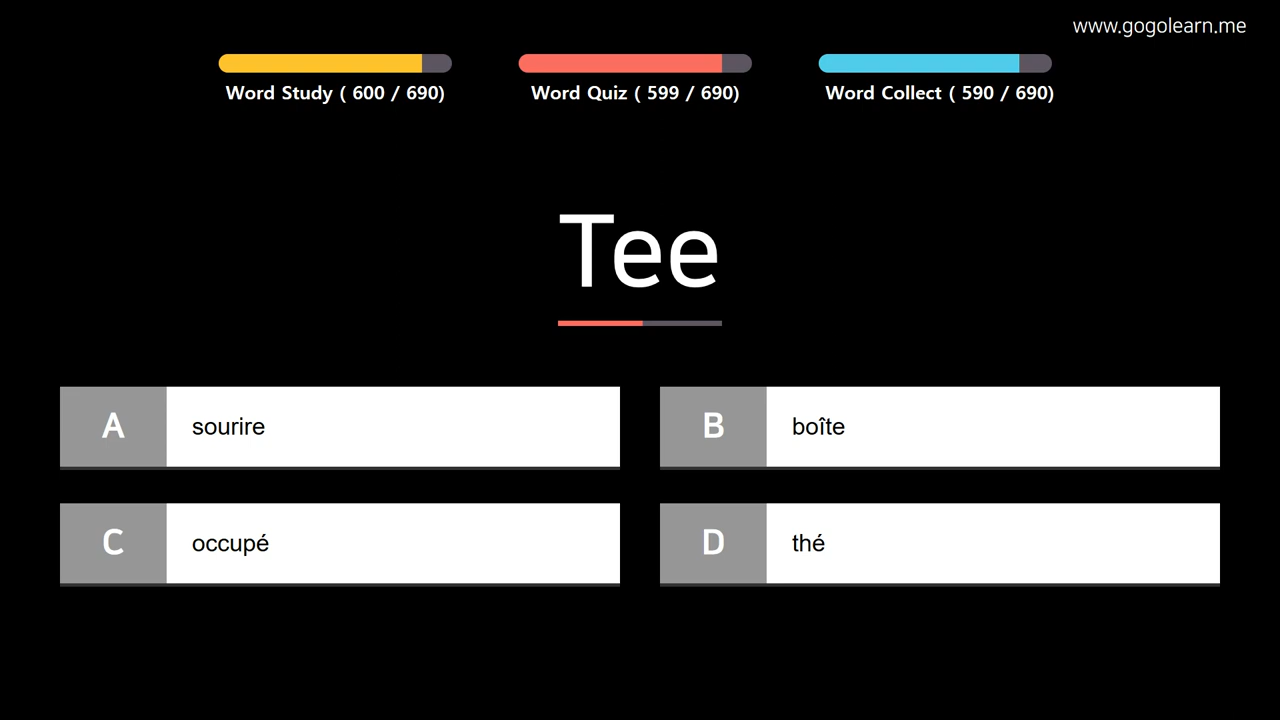 www.gogolearn.me
Word Study ( 600 / 690)
Word Quiz ( 599 / 690)
Word Collect ( 590 / 690)
Tee
A sourire
B boîte
C occupé
D thé